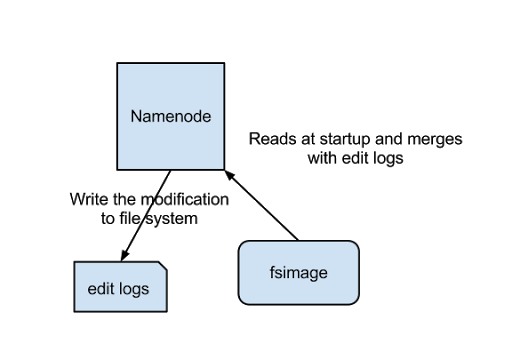 Namenode
Reads at startup and merges
with edit logs
Write the modification
to file system
edit logs
fsimage